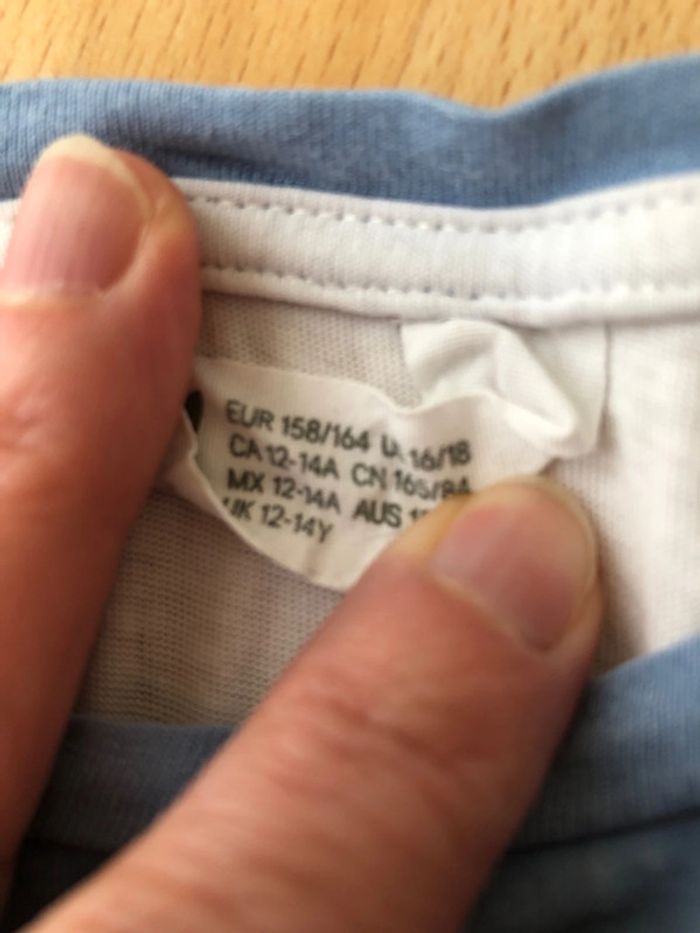 EUR 158/164 16/18
CA 12-14A CN 165/84
MX 12-14A AUS
UK 12-14Y